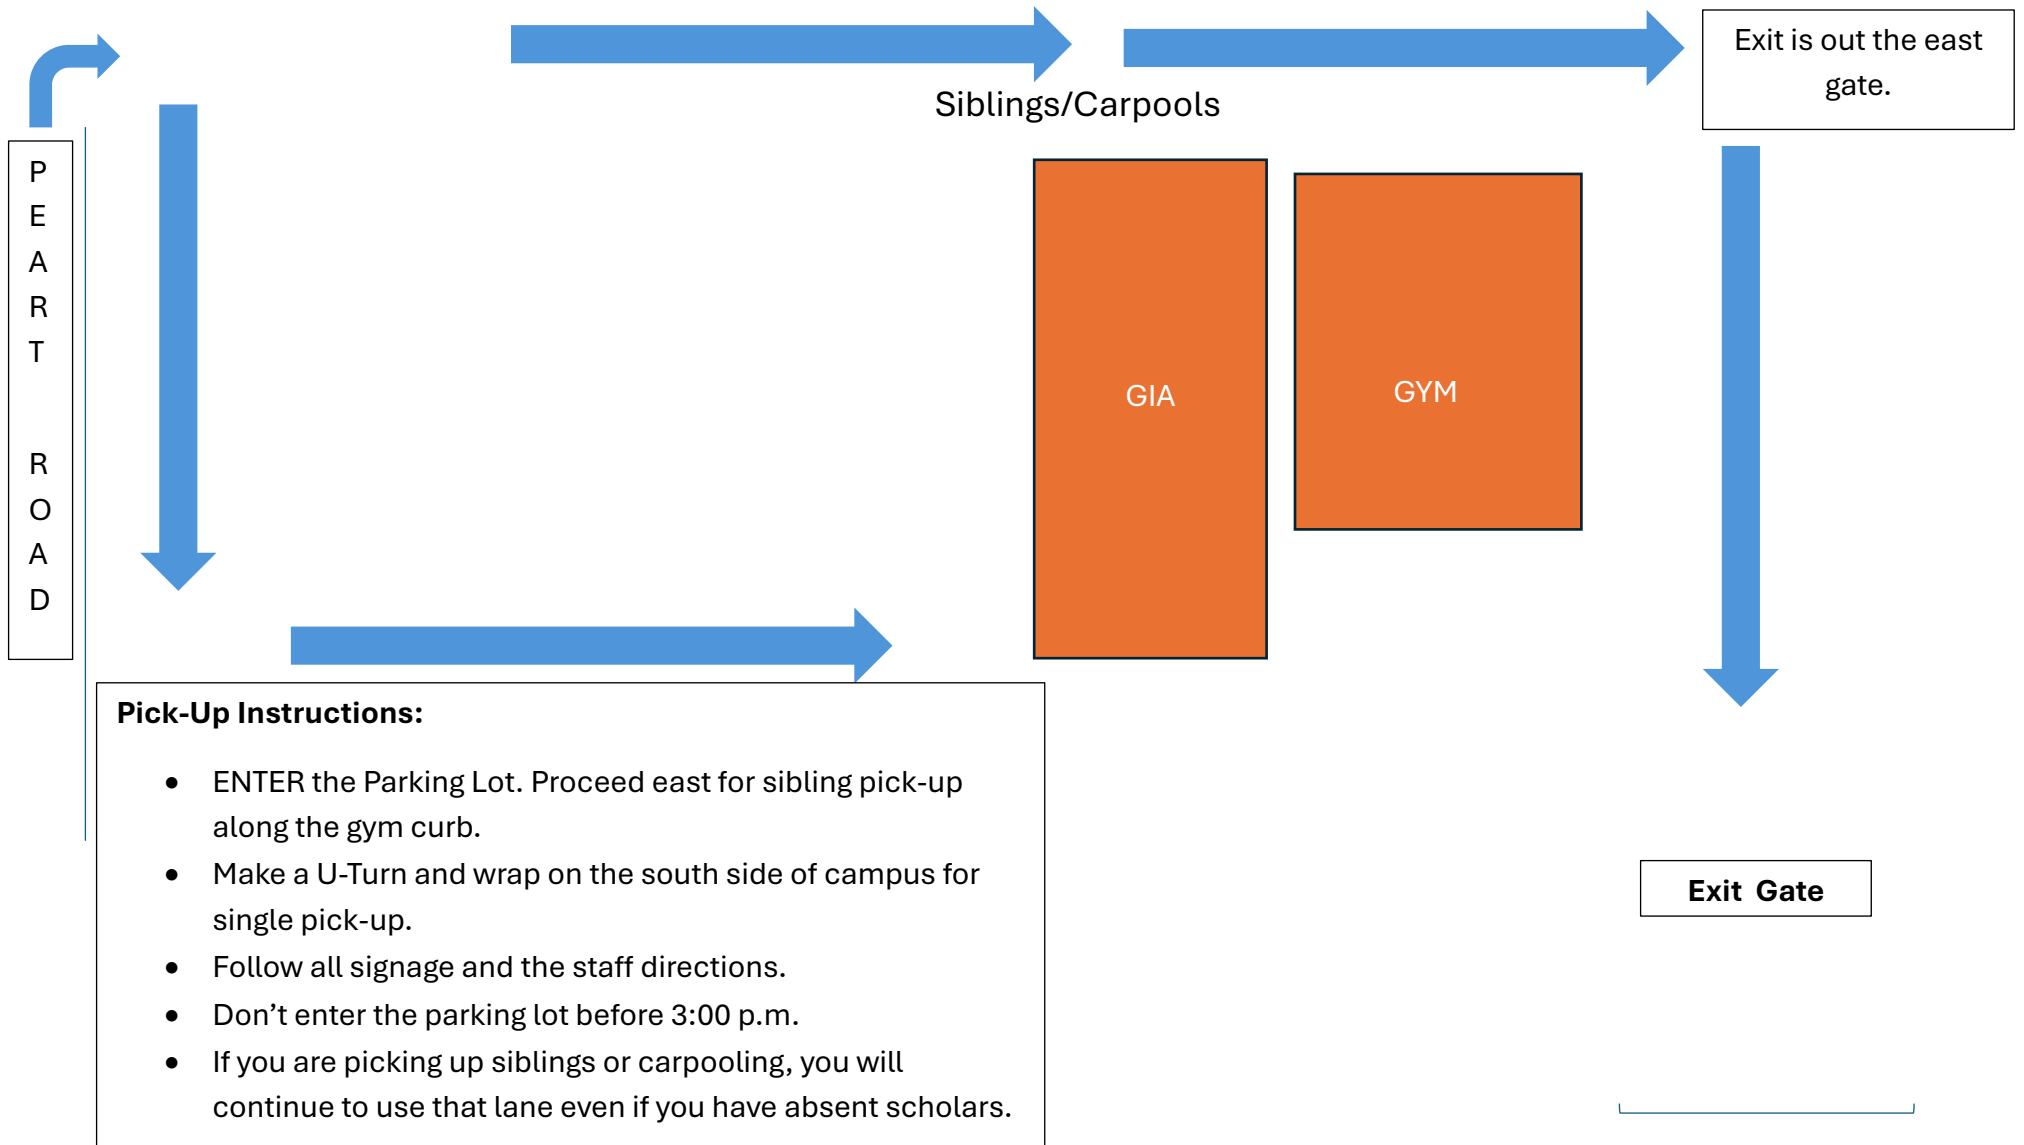 Exit is out the east
gate.
Siblings/Carpools
P
E
A
R
T
R
O
A
D
GIA
GYM
Pick-Up Instructions:
• ENTER the Parking Lot. Proceed east for sibling pick-up
along the gym curb.
• Make a U-Turn and wrap on the south side of campus for
single pick-up.
• Follow all signage and the staff directions.
• Don’t enter the parking lot before 3:00 p.m.
• If you are picking up siblings or carpooling, you will
continue to use that lane even if you have absent scholars.
Exit Gate